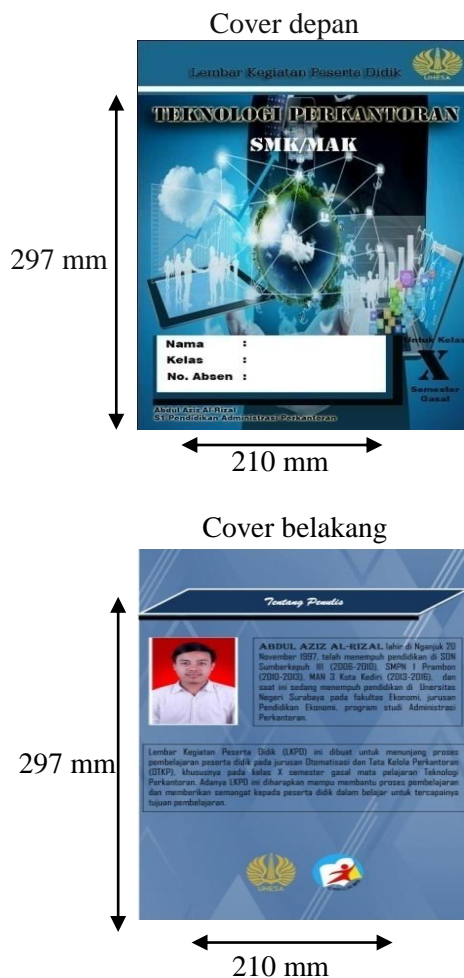 Cover depan
Lembar Kegiatan Peserta Didik
UNESA
TEKNOLOGI PERKANTORAN
SMK/MAK
297 mm
Nama :
Kelas :
No. Absen :
Untuk Kelas
X
Semester
Gasal
Abdul Aziz Al-Rizal
S1 Pendidikan Administrasi Perkantoran
210 mm
Cover belakang
Tentang Penulis
ABDUL AZIZ AL-RIZAL lahir di Nganjuk 20
November 1997, telah menempuh pendidikan di SDN
Sumberkepuh III (2006-2010), SMPN 1 Prambon
(2010-2013), MAN 3 Kota Kediri (2013-2016), dan
saat ini sedang menempuh pendidikan di Unersitas
Negeri Surabaya pada fakultas Ekonomi, jurusan
Pendidikan Ekonomi, program studi Administrasi
Perkantoran.
297 mm
Lembar Kegiatan Peserta Didik (LKPD) ini dibuat untuk menunjang proses
pembelajaran peserta didik pada jurusan Otomatisasi dan Tata Kelola Perkantoran
(OTKP), khususnya pada kelas X semester gasal mata pelajaran Teknologi
Perkantoran. Adanya LKPD ini diharapkan mampu membantu proses pembelajaran
dan memberikan semangat kepada peserta didik dalam belajar untuk tercapainya
tujuan pembelajaran.
UNESA
210 mm